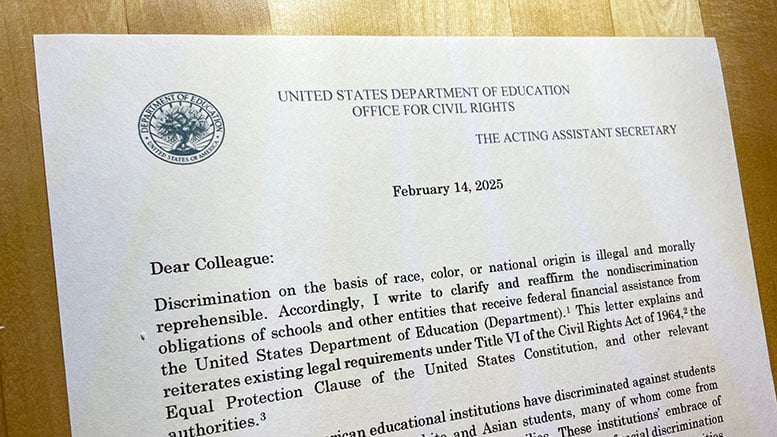 DEPARTMENT OF EDUCATION
UNITED STATES OF AMERICA
UNITED STATES DEPARTMENT OF EDUCATION
OFFICE FOR CIVIL RIGHTS
THE ACTING ASSISTANT SECRETARY
February 14, 2025
Dear Colleague:
Discrimination on the basis of race, color, or national origin is illegal and morally
reprehensible. Accordingly, I write to clarify and reaffirm the nondiscrimination
obligations of schools and other entities that receive federal financial assistance from
the United States Department of Education (Department).¹ This letter explains and
reiterates existing legal requirements under Title VI of the Civil Rights Act of 1964,² the
Equal Protection Clause of the United States Constitution, and other relevant
authorities.³
educational institutions have discriminated against students
and Asian students, many of whom come from
These institutions' embrace of
discrimination